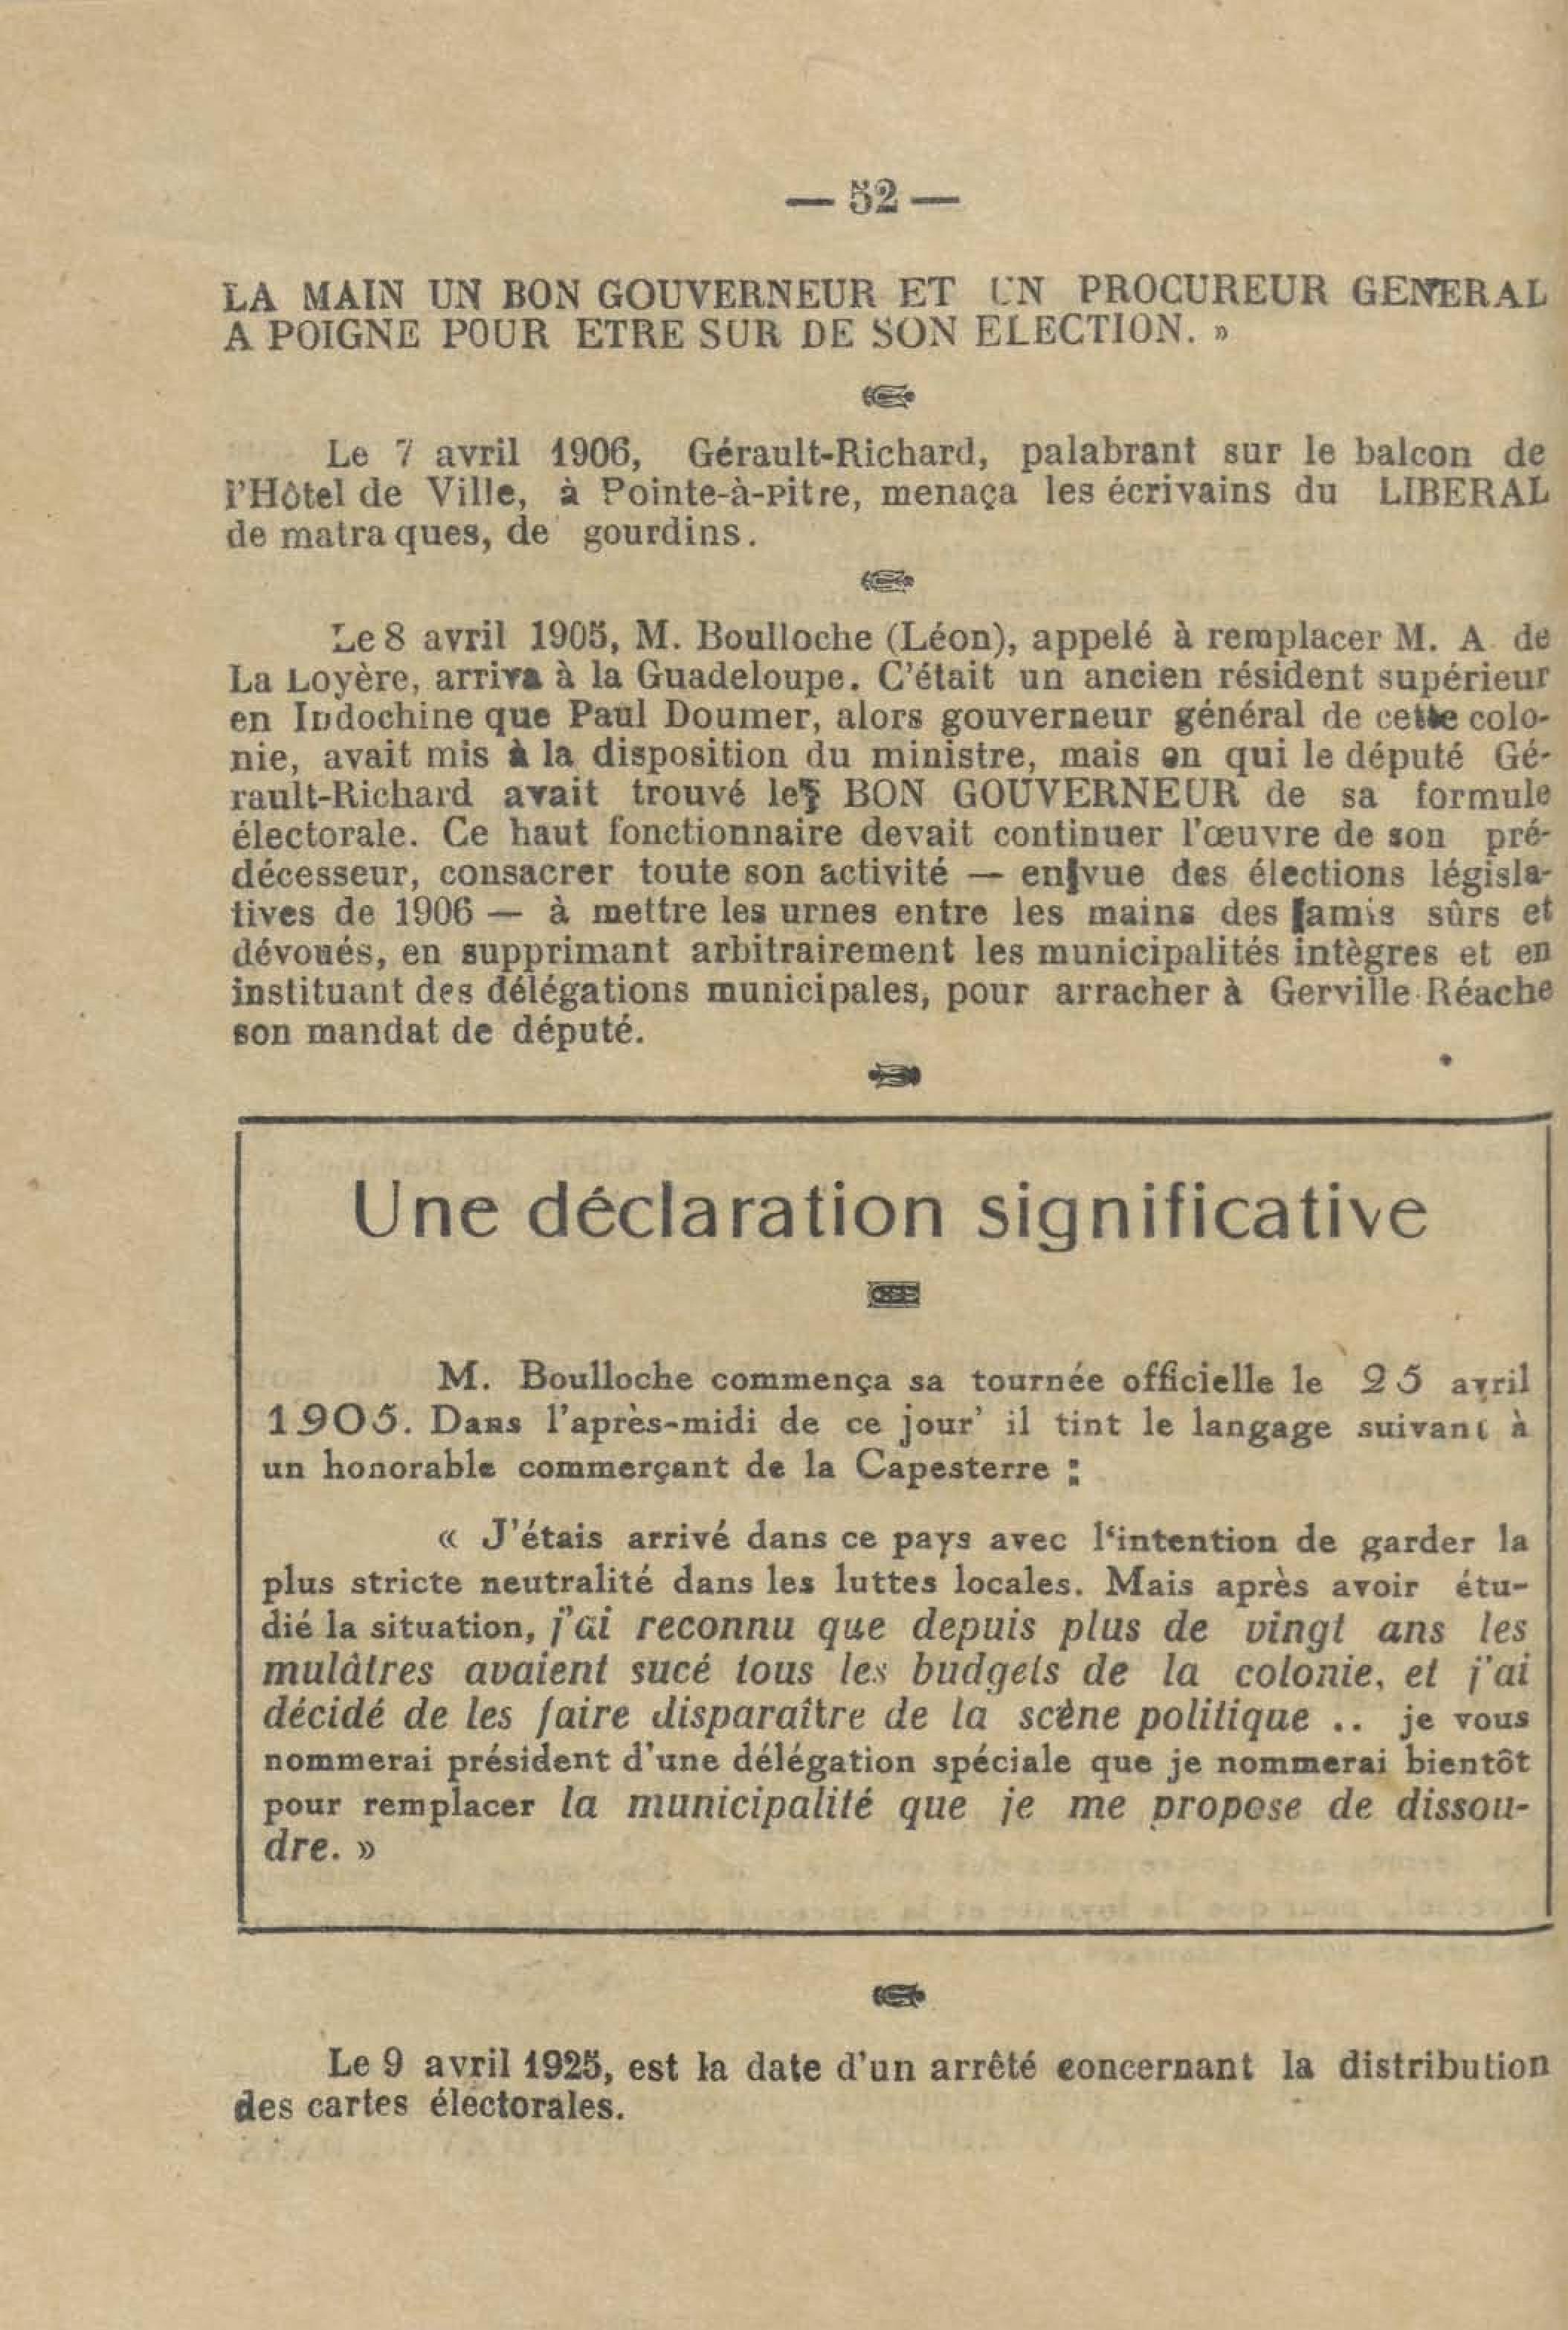 — 52 —
LA MAIN UN BON GOUVERNEUR ET UN PROCUREUR GENERAL
A POIGNE POUR ETRE SUR DE SON ELECTION. »
Le 7 avril 1906, Gérault-Richard, palabrant sur le balcon de
l'Hôtel de Ville, à Pointe-à-Pitre, menaça les écrivains du LIBERAL
de matraques, de gourdins.
Le 8 avril 1905, M. Boulloche (Léon), appelé à remplacer M. A de
La Loyère, arriva à la Guadeloupe. C'était un ancien résident supérieur
en Indochine que Paul Doumer, alors gouverneur général de cette colo-
nie, avait mis à la disposition du ministre, mais en qui le député Gé-
rault-Richard avait trouvé le BON GOUVERNEUR de sa formule
électorale. Ce haut fonctionnaire devait continuer l'œuvre de son pré-
décesseur, consacrer toute son activité — en vue des élections législa-
tives de 1906 — à mettre les urnes entre les mains des amis sûrs et
dévoués, en supprimant arbitrairement les municipalités intègres et en
instituant des délégations municipales, pour arracher à Gerville-Réache
son mandat de député.
Une déclaration significative
M. Boulloche commença sa tournée officielle le 25 avril
1905. Dans l'après-midi de ce jour' il tint le langage suivant à
un honorable commerçant de la Capesterre :
« J'étais arrivé dans ce pays avec l'intention de garder la
plus stricte neutralité dans les luttes locales. Mais après avoir étu-
dié la situation, j'ai reconnu que depuis plus de vingt ans les
mulâtres avaient sucé tous les budgets de la colonie, et j'ai
décidé de les faire disparaître de la scène politique .. je vous
nommerai président d'une délégation spéciale que je nommerai bientôt
pour remplacer la municipalité que je me propose de dissou-
dre. »
Le 9 avril 1925, est la date d'un arrêté concernant la distribution
des cartes électorales.